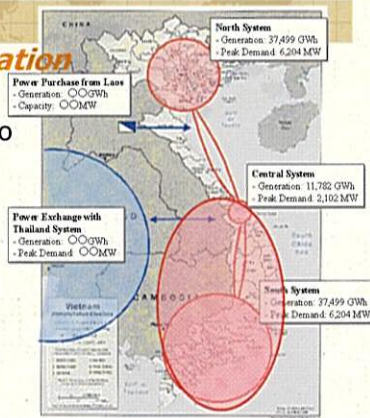 CHINA
ation
North System
- Generation: 37,499 GWh
- Peak Demand: 6,204 MW
Power Purchase from Laos
- Generation: ○○GWh
- Capacity: ○○MW
o
Central System
- Generation: 11,782 GWh
- Peak Demand: 2,102 MW
Power Exchange with
Thailand System
- Generation: ○○GWh
- Peak Demand ○○MW
South System
- Generation: 37,499 GWh
- Peak Demand: 6,204 MW
Vietnam
CAMBODIA